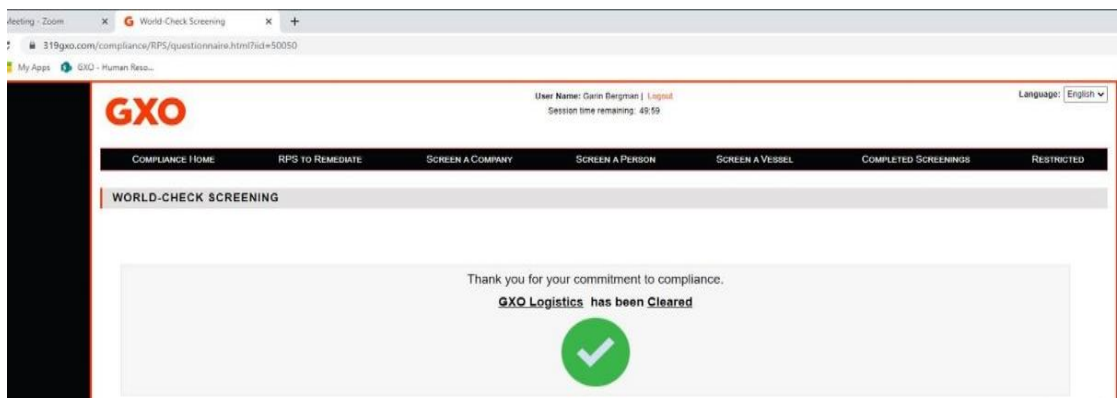 Meeting - Zoom
World-Check Screening
319gxo.com/compliance/RPS/questionnaire.html?iid=50050
My Apps
GXO - Human Reso...
GXO
User Name: Garin Bergman | Logout
Session time remaining: 49:59
Language: English
COMPLIANCE HOME RPS TO REMEDIATE SCREEN A COMPANY SCREEN A PERSON SCREEN A VESSEL COMPLETED SCREENINGS RESTRICTED
WORLD-CHECK SCREENING
Thank you for your commitment to compliance.
GXO Logistics has been Cleared